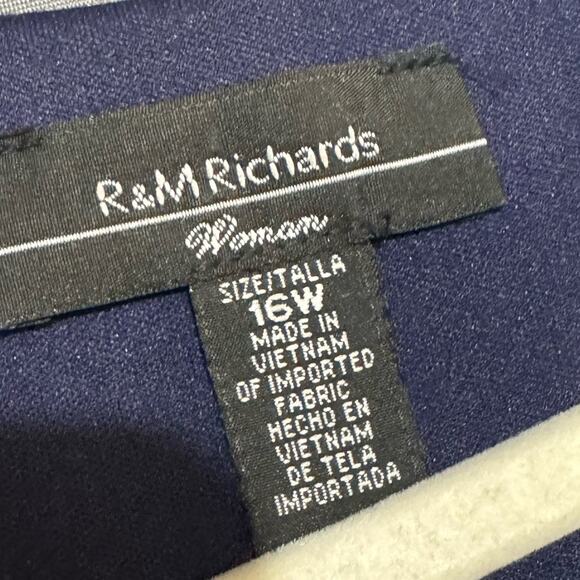 R&M Richards
Woman
SIZE/TALLA
16W
MADE IN
VIETNAM
OF IMPORTED
FABRIC
HECHO EN
VIETNAM
DE TELA
IMPORTADA